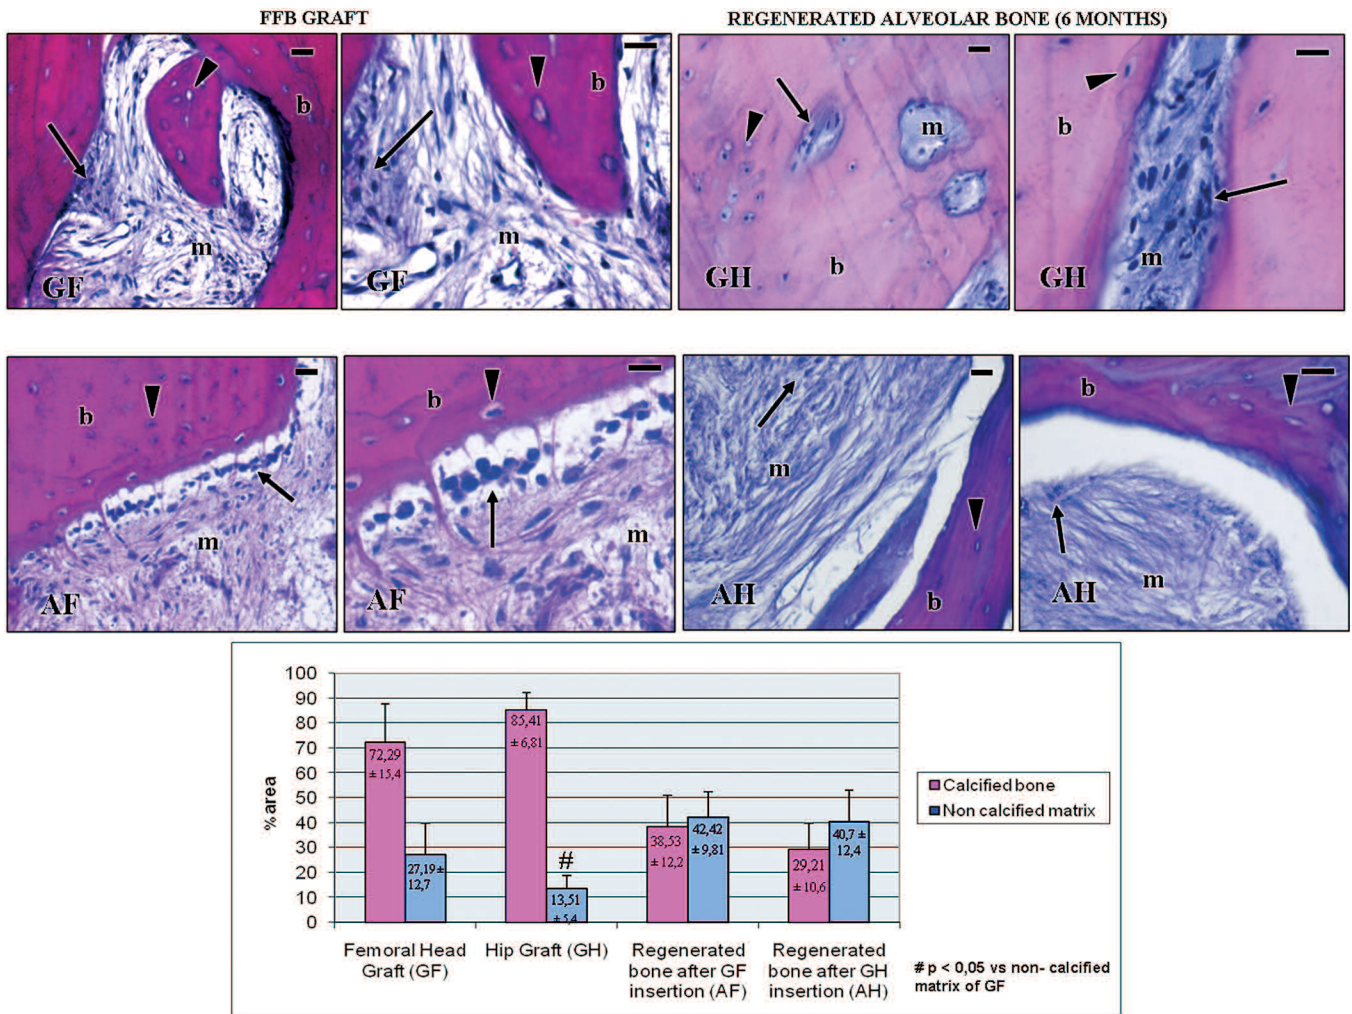 FFB GRAFT
REGENERATED ALVEOLAR BONE (6 MONTHS)
b
m
GF
b
m
GF
m
b
GH
b
m
GH
b
m
AF
b
m
AF
m
AH
b
b
AH
m
100
90
80
70
60
50
40
30
20
10
0
% area
72,29
± 15,4
27,19±
12,7
85,41
± 6,81
#
13,51
± 5,4
38,53
± 12,2
42,42
± 9,81
29,21
± 10,6
40,7 ±
12,4
Femoral Head
Graft (GF)
Hip Graft (GH)
Regenerated
bone after GF
insertion (AF)
Regenerated
bone after GH
insertion (AH)
Calcified bone
Non calcified matrix
# p < 0,05 vs non- calcified
matrix of GF